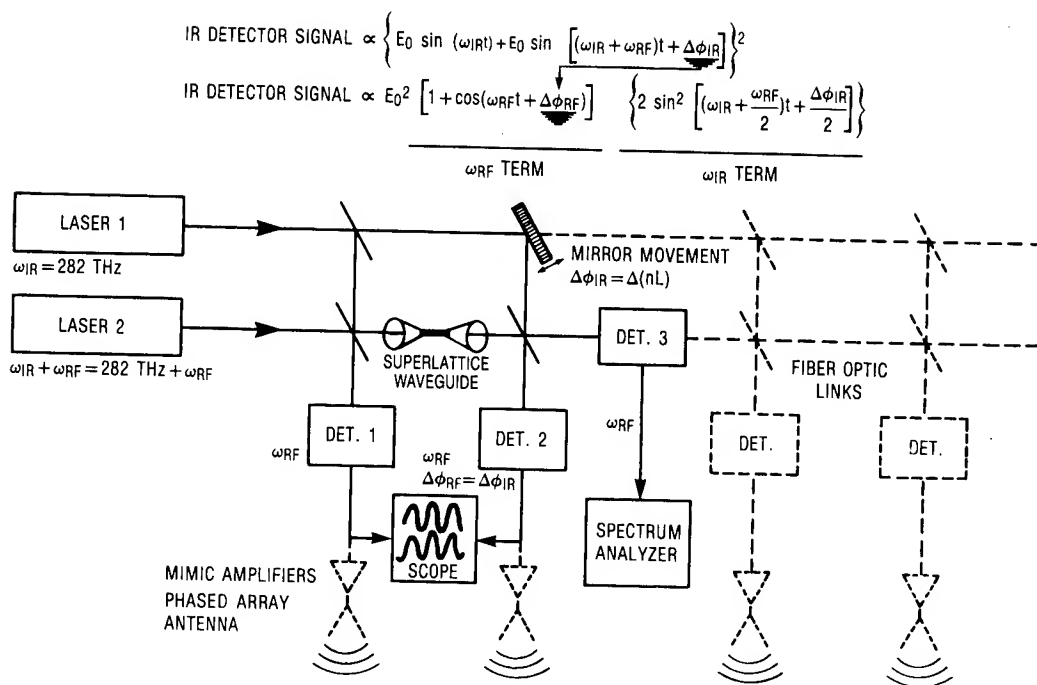 IR DETECTOR SIGNAL ∝ {E₀ sin (ωIRt) + E₀ sin [(ωIR + ωRF)t + ΔϕIR]}²
IR DETECTOR SIGNAL ∝ E₀² [1 + cos(ωRFt + ΔϕRF)] {2 sin² [(ωIR + ωRF/2)t + ΔϕIR/2]}
ωRF TERM
ωIR TERM
LASER 1
ωIR = 282 THz
MIRROR MOVEMENT
ΔϕIR = Δ(nL)
LASER 2
ωIR + ωRF = 282 THz + ωRF
SUPERLATTICE
WAVEGUIDE
DET. 3
FIBER OPTIC
LINKS
DET. 1
ωRF
DET. 2
ωRF
ΔϕRF = ΔϕIR
ωRF
DET.
DET.
SCOPE
SPECTRUM
ANALYZER
MIMIC AMPLIFIERS
PHASED ARRAY
ANTENNA